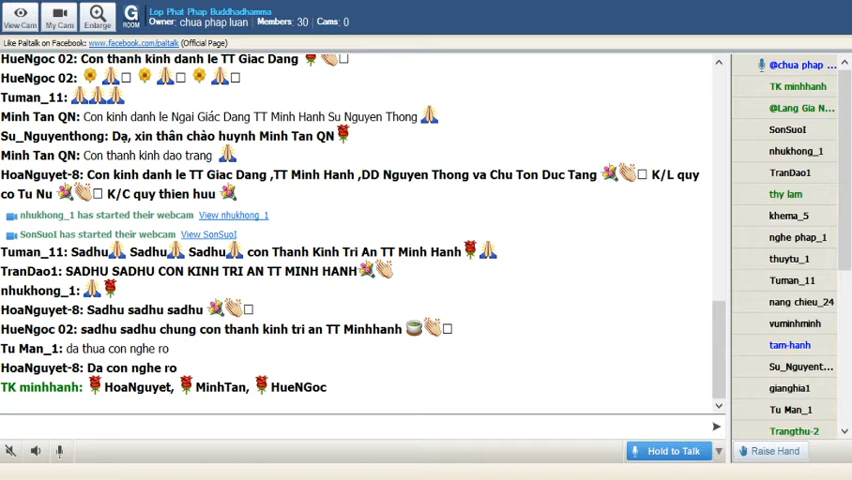 Lop Phat Phap Buddhadhamma
G
ROOM
Owner: chua phap luan Members: 30 Cams: 0
View Cam My Cam Enlarge
Like Paltalk on Facebook: www.facebook.com/paltalk (Official Page)
HueNgoc 02: Con thanh kinh danh le TT Giac Dang
HueNgoc 02:
Tuman_11:
Minh Tan QN: Con kinh danh le Ngai Giác Dang TT Minh Hanh Su Nguyen Thong
Su_Nguyenthong: Dạ, xin thân chào huynh Minh Tan QN
Minh Tan QN: Con thanh kinh dao trang
HoaNguyet-8: Con kinh danh le TT Giac Dang ,TT Minh Hanh ,DD Nguyen Thong va Chu Ton Duc Tang K/L quy
co Tu Nu K/C quy thien huu
nhukhong_1 has started their webcam View nhukhong_1
SonSuoI has started their webcam View SonSuoI
Tuman_11: Sadhu Sadhu Sadhu con Thanh Kinh Tri An TT Minh Hanh
TranDao1: SADHU SADHU CON KINH TRI AN TT MINH HANH
nhukhong_1:
HoaNguyet-8: Sadhu sadhu sadhu
HueNgoc 02: sadhu sadhu chung con thanh kinh tri an TT Minhhanh
Tu Man_1: da thua con nghe ro
HoaNguyet-8: Da con nghe ro
TK minhhanh: HoaNguyet, MinhTan, HueNGoc
@chua phap ...
TK minhhanh
@Lang Gia N...
SonSuoI
nhukhong_1
TranDao1
thy lam
khema_5
nghe phap_1
thuytu_1
Tuman_11
nang chieu_24
vuminhminh
tam-hanh
Su_Nguyent...
gianghia1
Tu Man_1
Trangthu-2
Hold to Talk
Raise Hand